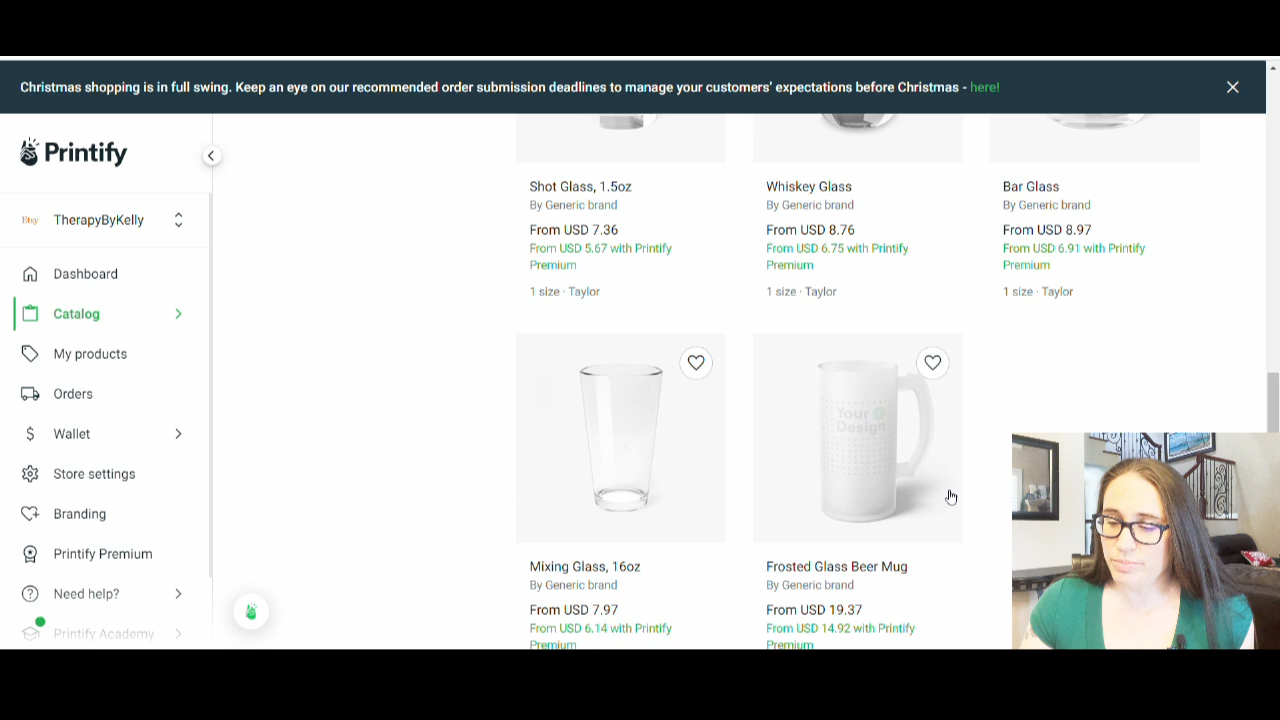 Christmas shopping is in full swing. Keep an eye on our recommended order submission deadlines to manage your customers' expectations before Christmas - here!
Printify
Etsy TherapyByKelly
Dashboard
Catalog
My products
Orders
Wallet
Store settings
Branding
Printify Premium
Need help?
Printify Academy
Shot Glass, 1.5oz
By Generic brand
From USD 7.36
From USD 5.67 with Printify
Premium
1 size · Taylor
Whiskey Glass
By Generic brand
From USD 8.76
From USD 6.75 with Printify
Premium
1 size · Taylor
Bar Glass
By Generic brand
From USD 8.97
From USD 6.91 with Printify
Premium
1 size · Taylor
Mixing Glass, 16oz
By Generic brand
From USD 7.97
From USD 6.14 with Printify
Premium
Your
Design
Frosted Glass Beer Mug
By Generic brand
From USD 19.37
From USD 14.92 with Printify
Premium